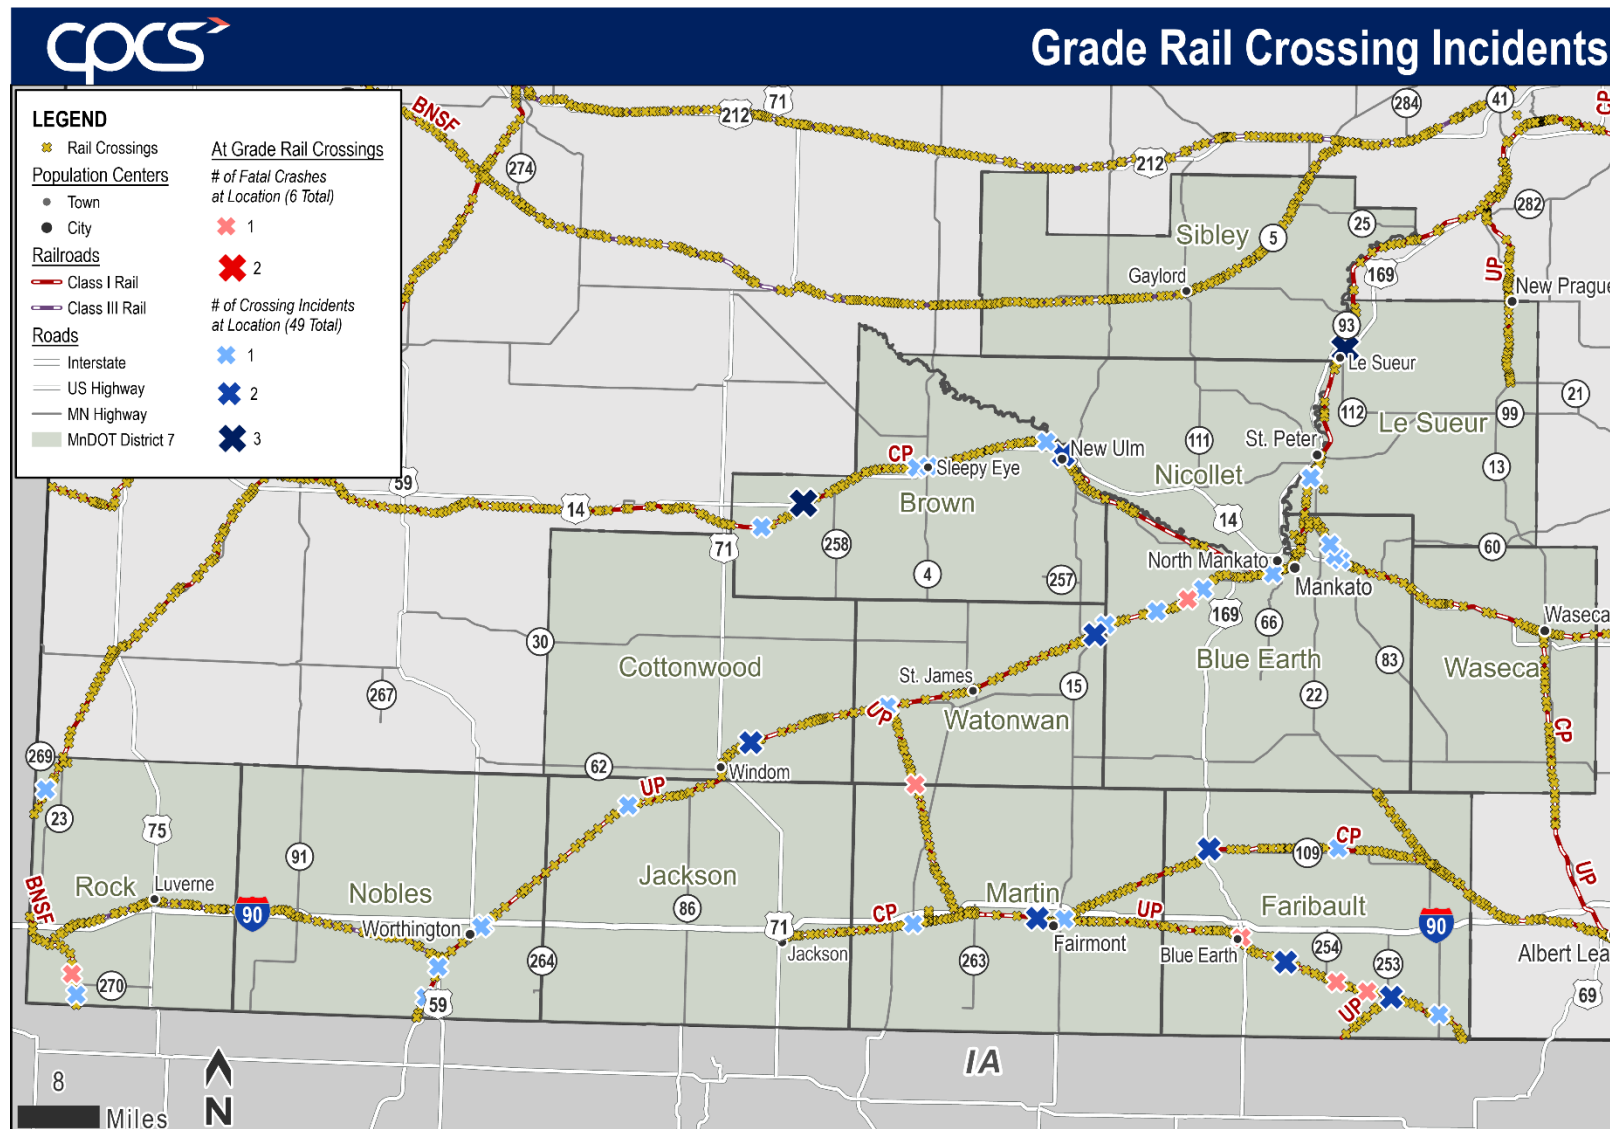 cpcs
Grade Rail Crossing Incidents
LEGEND
Rail Crossings
Population Centers
Town
City
Railroads
Class I Rail
Class III Rail
Roads
Interstate
US Highway
MN Highway
MnDOT District 7
At Grade Rail Crossings
# of Fatal Crashes
at Location (6 Total)
1
2
# of Crossing Incidents
at Location (49 Total)
1
2
3
BNSF
212
71
284
41
CP
274
212
282
25
Sibley
5
169
UP
Gaylord
New Prague
93
Le Sueur
59
112
99
21
Le Sueur
St. Peter
111
New Ulm
CP
Sleepy Eye
Nicollet
13
14
Brown
14
71
258
60
North Mankato
4
257
Mankato
30
169
66
Waseca
Cottonwood
Blue Earth
83
Waseca
St. James
15
22
267
UP
Watonwan
CP
269
62
Windom
UP
23
75
91
109
CP
Rock
Luverne
Nobles
Jackson
Martin
Faribault
UP
BNSF
90
86
CP
UP
90
Worthington
71
Jackson
Fairmont
Blue Earth
254
253
Albert Lea
264
263
270
59
UP
69
IA
8
Miles
N